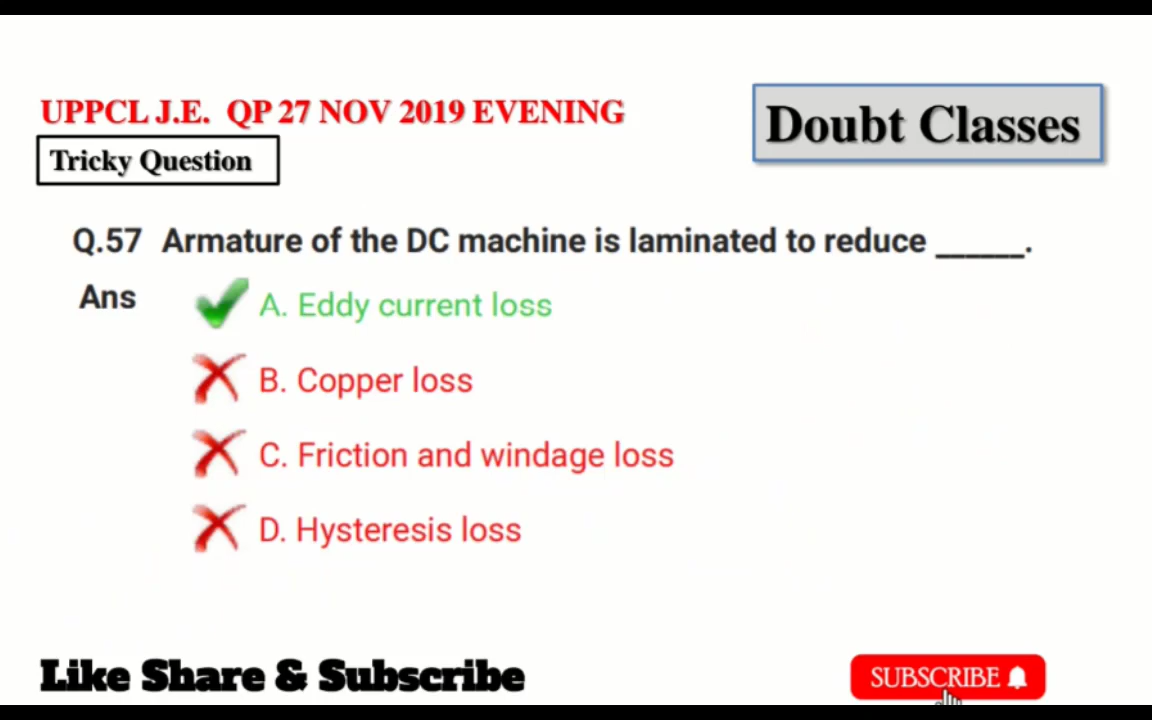 UPPCL J.E. QP 27 NOV 2019 EVENING
Doubt Classes
Tricky Question
Q.57 Armature of the DC machine is laminated to reduce ______.
Ans
A. Eddy current loss
B. Copper loss
C. Friction and windage loss
D. Hysteresis loss
Like Share & Subscribe
SUBSCRIBE